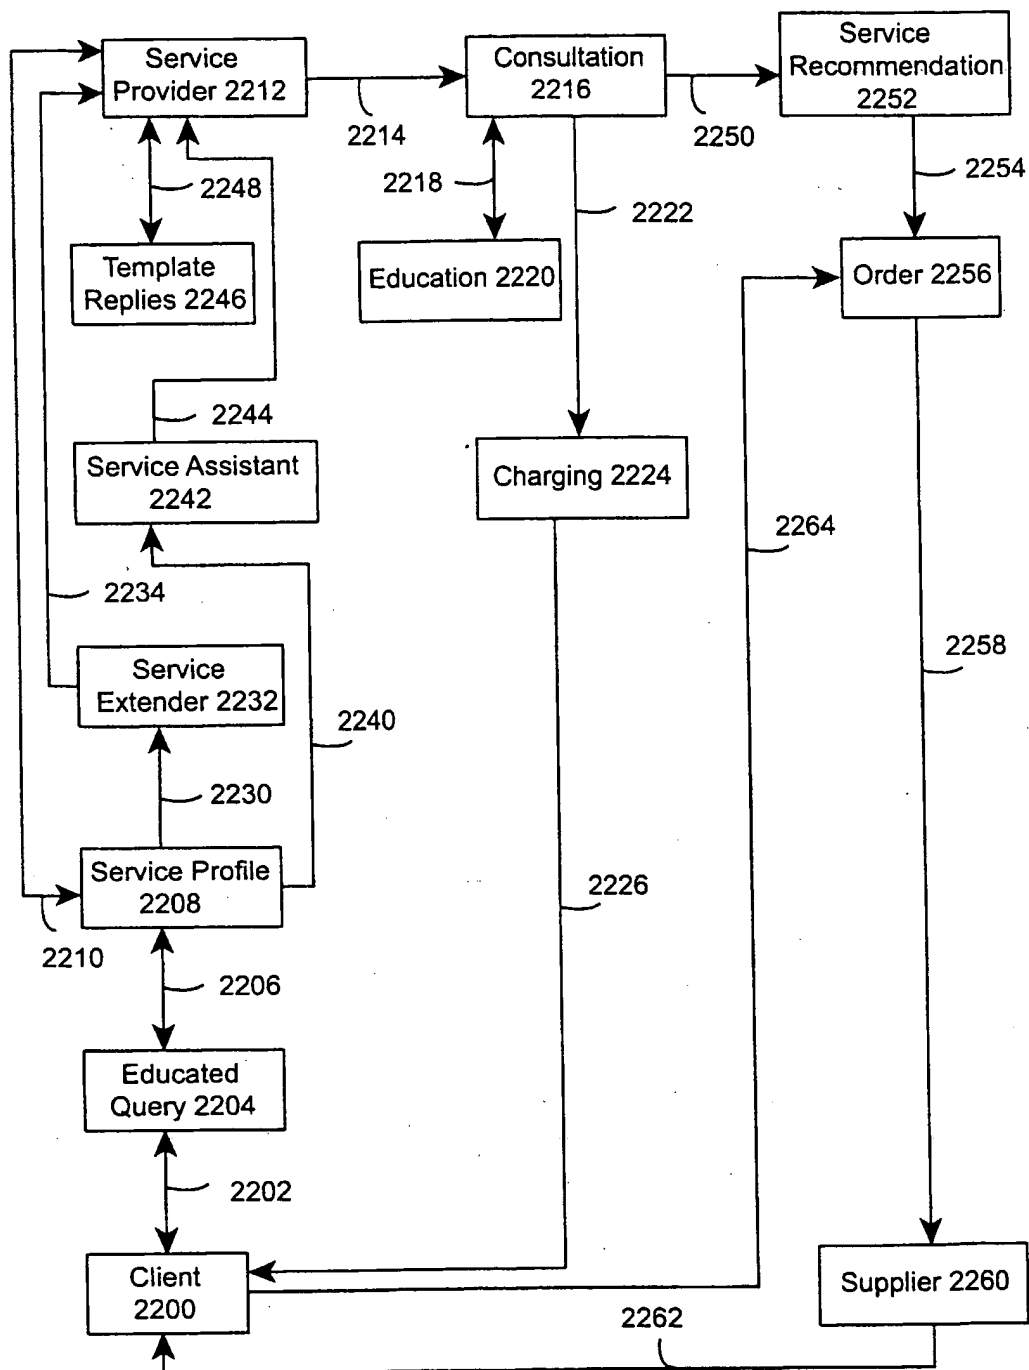 Service
Provider 2212
Consultation
2216
Service
Recommendation
2252
2214
2250
2248
2218
2222
2254
Template
Replies 2246
Education 2220
Order 2256
2244
Service Assistant
2242
Charging 2224
2264
2234
Service
Extender 2232
2258
2240
2230
Service Profile
2208
2226
2210
2206
Educated
Query 2204
2202
Client
2200
Supplier 2260
2262